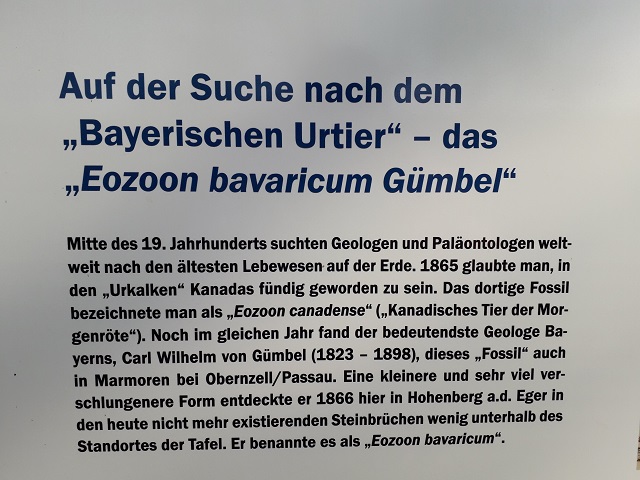 Auf der Suche nach dem
„Bayerischen Urtier“ – das
„Eozoon bavaricum Gümbel“
Mitte des 19. Jahrhunderts suchten Geologen und Paläontologen welt-
weit nach den ältesten Lebewesen auf der Erde. 1865 glaubte man, in
den „Urkalken“ Kanadas fündig geworden zu sein. Das dortige Fossil
bezeichnete man als „Eozoon canadense“ („Kanadisches Tier der Mor-
genröte“). Noch im gleichen Jahr fand der bedeutendste Geologe Ba-
yerns, Carl Wilhelm von Gümbel (1823 – 1898), dieses „Fossil“ auch
in Marmoren bei Obernzell/Passau. Eine kleinere und sehr viel ver-
schlungenere Form entdeckte er 1866 hier in Hohenberg a.d. Eger in
den heute nicht mehr existierenden Steinbrüchen wenig unterhalb des
Standortes der Tafel. Er benannte es als „Eozoon bavaricum“.